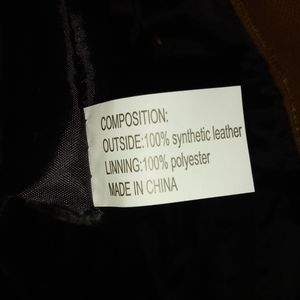 COMPOSITION:
OUTSIDE:100% synthetic leather
LINNING:100% polyester
MADE IN CHINA